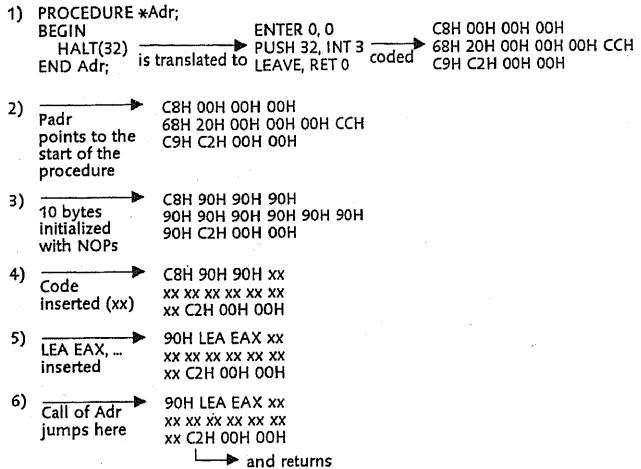 1) PROCEDURE *Adr;
BEGIN
HALT(32)
END Adr;
is translated to
ENTER 0, 0
PUSH 32, INT 3
LEAVE, RET 0
coded
C8H 00H 00H 00H
68H 20H 00H 00H 00H CCH
C9H C2H 00H 00H
2) Padr
points to the
start of the
procedure
C8H 00H 00H 00H
68H 20H 00H 00H 00H CCH
C9H C2H 00H 00H
3) 10 bytes
initialized
with NOPs
C8H 90H 90H 90H
90H 90H 90H 90H 90H 90H
90H C2H 00H 00H
4) Code
inserted (xx)
C8H 90H 90H xx
xx xx xx xx xx xx
xx C2H 00H 00H
5) LEA EAX, ...
inserted
90H LEA EAX xx
xx xx xx xx xx xx
xx C2H 00H 00H
6) Call of Adr
jumps here
90H LEA EAX xx
xx xx xx xx xx xx
xx C2H 00H 00H
and returns